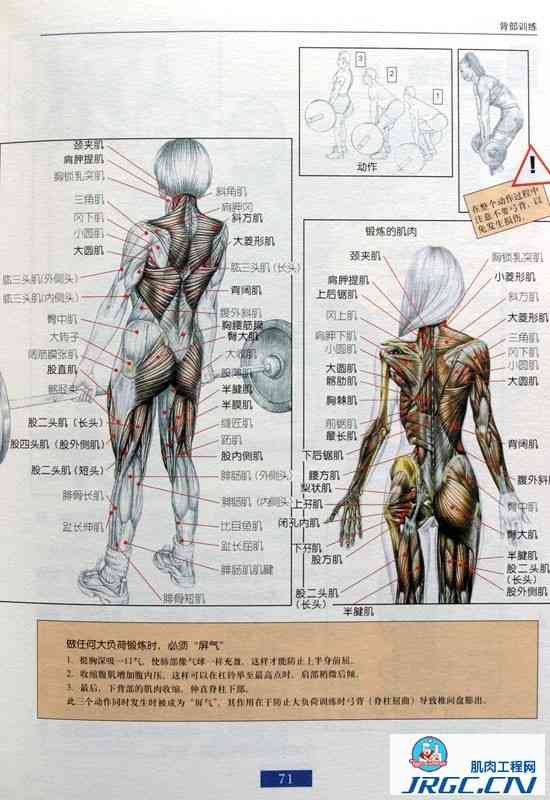 背部训练
3
2
1
动作
在整个动作过程中
注意不要弓背，以
免发生损伤。
颈夹肌
肩胛提肌
胸锁乳突肌
三角肌
冈下肌
小圆肌
大圆肌
肱三头肌(外侧头)
肱三头肌(内侧头)
臀中肌
大转子
阔筋膜张肌
股直肌
髂胫束
股二头肌（长头）
股四头肌（股外侧肌）
股二头肌（短头）
腓骨长肌
趾长伸肌
腓骨短肌
斜角肌
肩胛冈
斜方肌
大菱形肌
肱三头肌（长头）
背阔肌
腹外斜肌
胸腰筋膜
臀大肌
大收肌
股薄肌
半腱肌
半膜肌
缝匠肌
跖肌
股内侧肌
腓肠肌（外侧头）
腓肠肌（内侧头）
比目鱼肌
趾长屈肌
腓肠肌肌腱
锻炼的肌肉
颈夹肌
肩胛提肌
上后锯肌
冈上肌
肩胛下肌
小圆肌
大圆肌
髂肋肌
胸棘肌
前锯肌
最长肌
下后锯肌
腰方肌
梨状肌
上孖肌
闭孔内肌
下孖肌
股方肌
股二头肌
（长头）
半腱肌
胸锁乳突肌
小菱形肌
斜方肌
大菱形肌
三角肌
冈下肌
小圆肌
大圆肌
背阔肌
腹外斜肌
臀中肌
臀大肌
半腱肌
股二头肌
（长头）
股外侧肌
做任何大负荷锻炼时，必须“屏气”
1. 挺胸深吸一口气，使肺部像气球一样充盈，这样才能防止上半身前屈。
2. 收缩腹肌增加腹内压，这样可以在杠铃举至最高点时，肩部稍微后倾。
3. 最后，下背部的肌肉收缩，伸直脊柱下部。
此三个动作同时发生时被成为“屏气”，其作用在于防止大负荷训练时弓背（脊柱屈曲）导致椎间盘膨出。
71
肌肉工程网
JRGC.CN